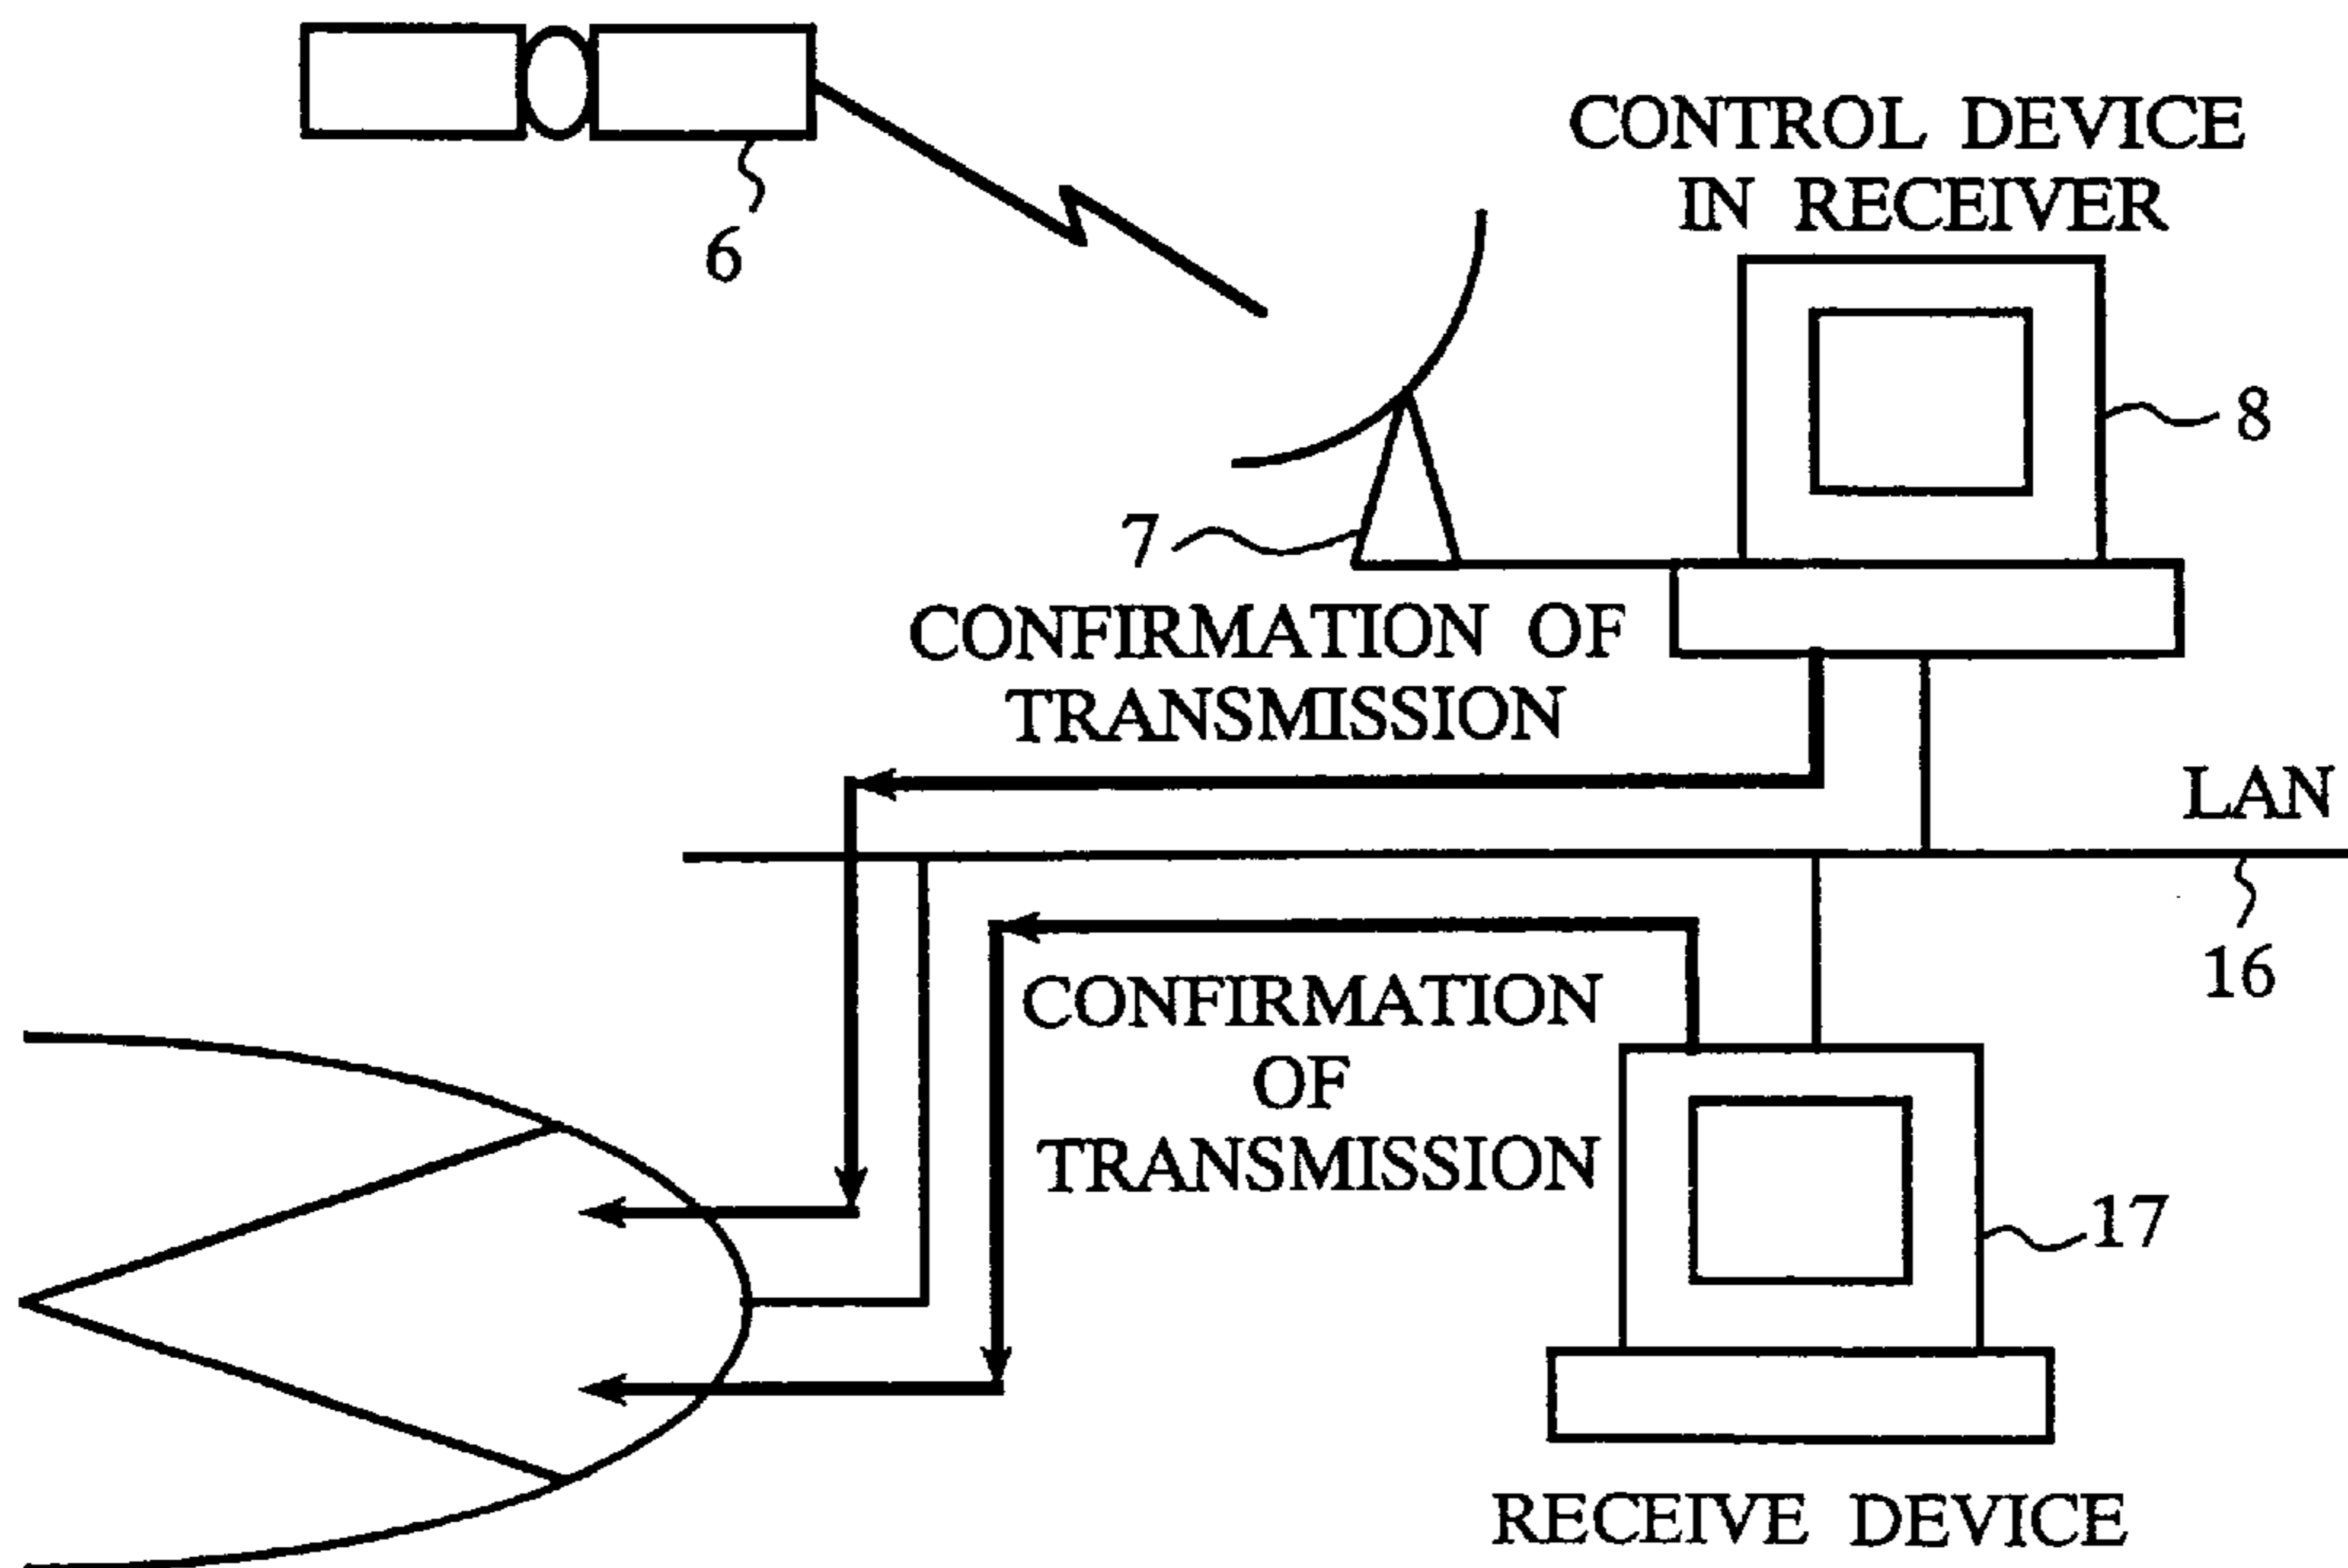 CONTROL DEVICE
IN RECEIVER
6
8
7
CONFIRMATION OF
TRANSMISSION
LAN
16
CONFIRMATION
OF
TRANSMISSION
17
RECEIVE DEVICE